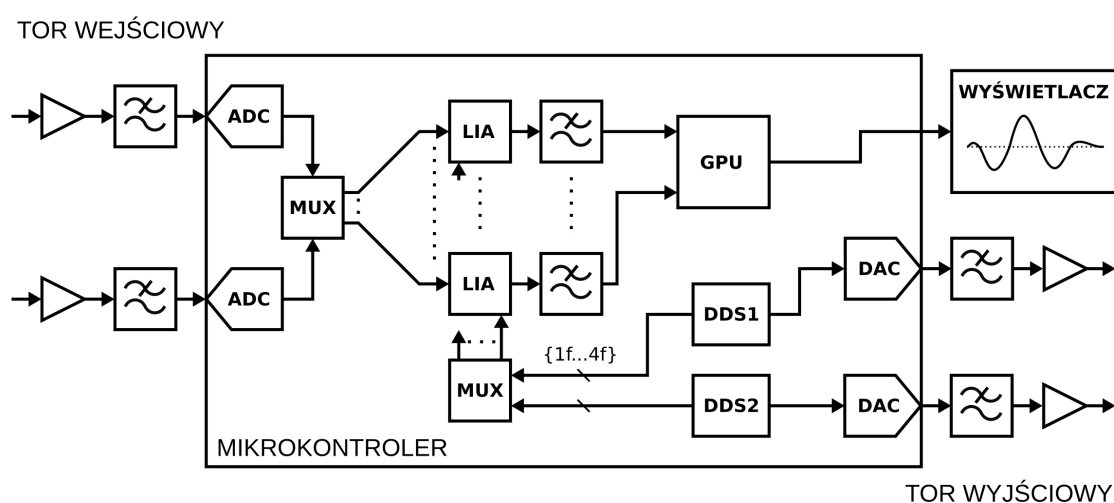 TOR WEJŚCIOWY
ADC
LIA
WYŚWIETLACZ
GPU
MUX
ADC
LIA
DAC
DDS1
{1f...4f}
MUX
DDS2
DAC
MIKROKONTROLER
TOR WYJŚCIOWY